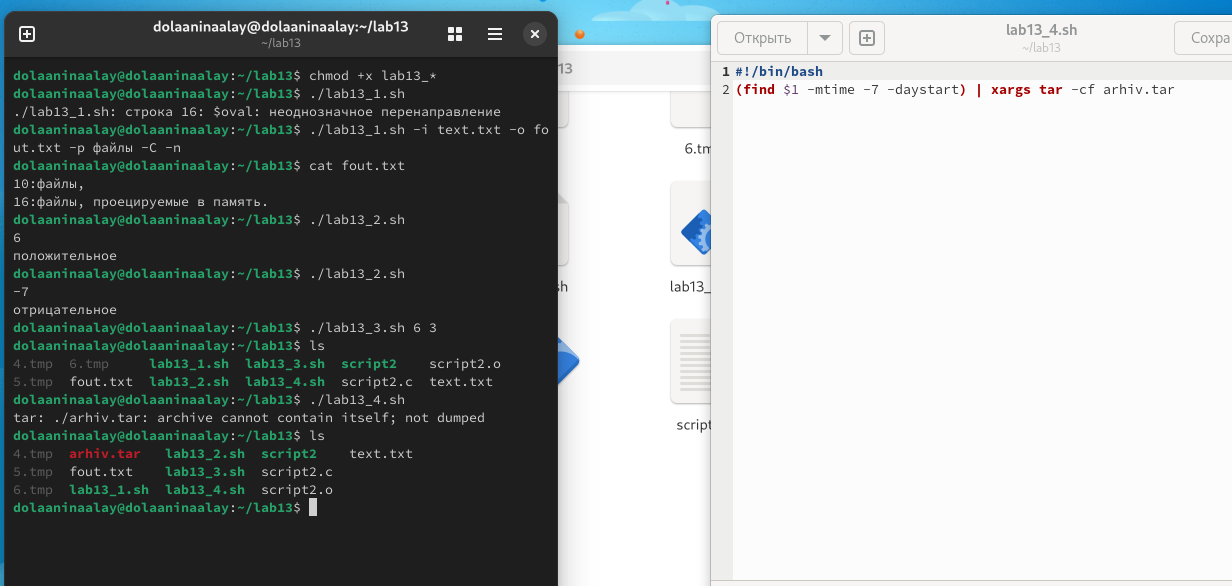 dolaaninaalay@dolaaninaalay:~/lab13
~/lab13
dolaaninaalay@dolaaninaalay:~/lab13$ chmod +x lab13_*
dolaaninaalay@dolaaninaalay:~/lab13$ ./lab13_1.sh
./lab13_1.sh: строка 16: $oval: неоднозначное перенаправление
dolaaninaalay@dolaaninaalay:~/lab13$ ./lab13_1.sh -i text.txt -o fo
ut.txt -p файлы -C -n
dolaaninaalay@dolaaninaalay:~/lab13$ cat fout.txt
10:файлы,
16:файлы, проецируемые в память.
dolaaninaalay@dolaaninaalay:~/lab13$ ./lab13_2.sh
6
положительное
dolaaninaalay@dolaaninaalay:~/lab13$ ./lab13_2.sh
-7
отрицательное
dolaaninaalay@dolaaninaalay:~/lab13$ ./lab13_3.sh 6 3
dolaaninaalay@dolaaninaalay:~/lab13$ ls
4.tmp  6.tmp     lab13_1.sh  lab13_3.sh  script2    script2.o
5.tmp  fout.txt  lab13_2.sh  lab13_4.sh  script2.c  text.txt
dolaaninaalay@dolaaninaalay:~/lab13$ ./lab13_4.sh
tar: ./arhiv.tar: archive cannot contain itself; not dumped
dolaaninaalay@dolaaninaalay:~/lab13$ ls
4.tmp  arhiv.tar   lab13_2.sh  script2    text.txt
5.tmp  fout.txt    lab13_3.sh  script2.c
6.tmp  lab13_1.sh  lab13_4.sh  script2.o
dolaaninaalay@dolaaninaalay:~/lab13$
13
6.tm
sh
lab13_
script
Открыть
lab13_4.sh
~/lab13
Сохра
1 #!/bin/bash
2 (find $1 -mtime -7 -daystart) | xargs tar -cf arhiv.tar